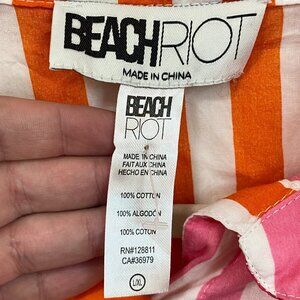 BEACHRIOT
MADE IN CHINA
BEACH
RIOT
MADE IN CHINA
FAIT AUX CHINA
HECHO EN CHINA
100% COTTON
100% ALGODÓN
100% COTON
RN#128811
CA#36979
L/XL